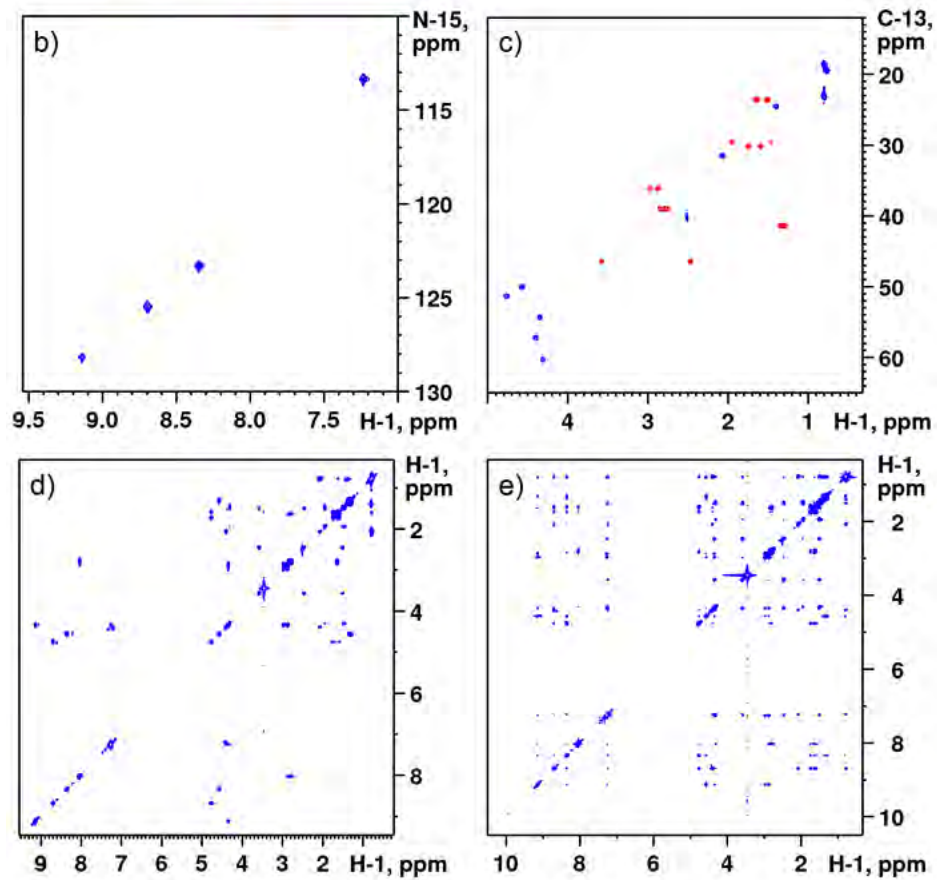 b)
N-15,
ppm
115
120
125
130
9.5 9.0 8.5 8.0 7.5
H-1, ppm
c)
C-13,
ppm
20
30
40
50
60
4 3 2 1
H-1, ppm
d)
H-1,
ppm
2
4
6
8
9 8 7 6 5 4 3 2 1
H-1, ppm
e)
H-1,
ppm
2
4
6
8
10
10 8 6 4 2
H-1, ppm